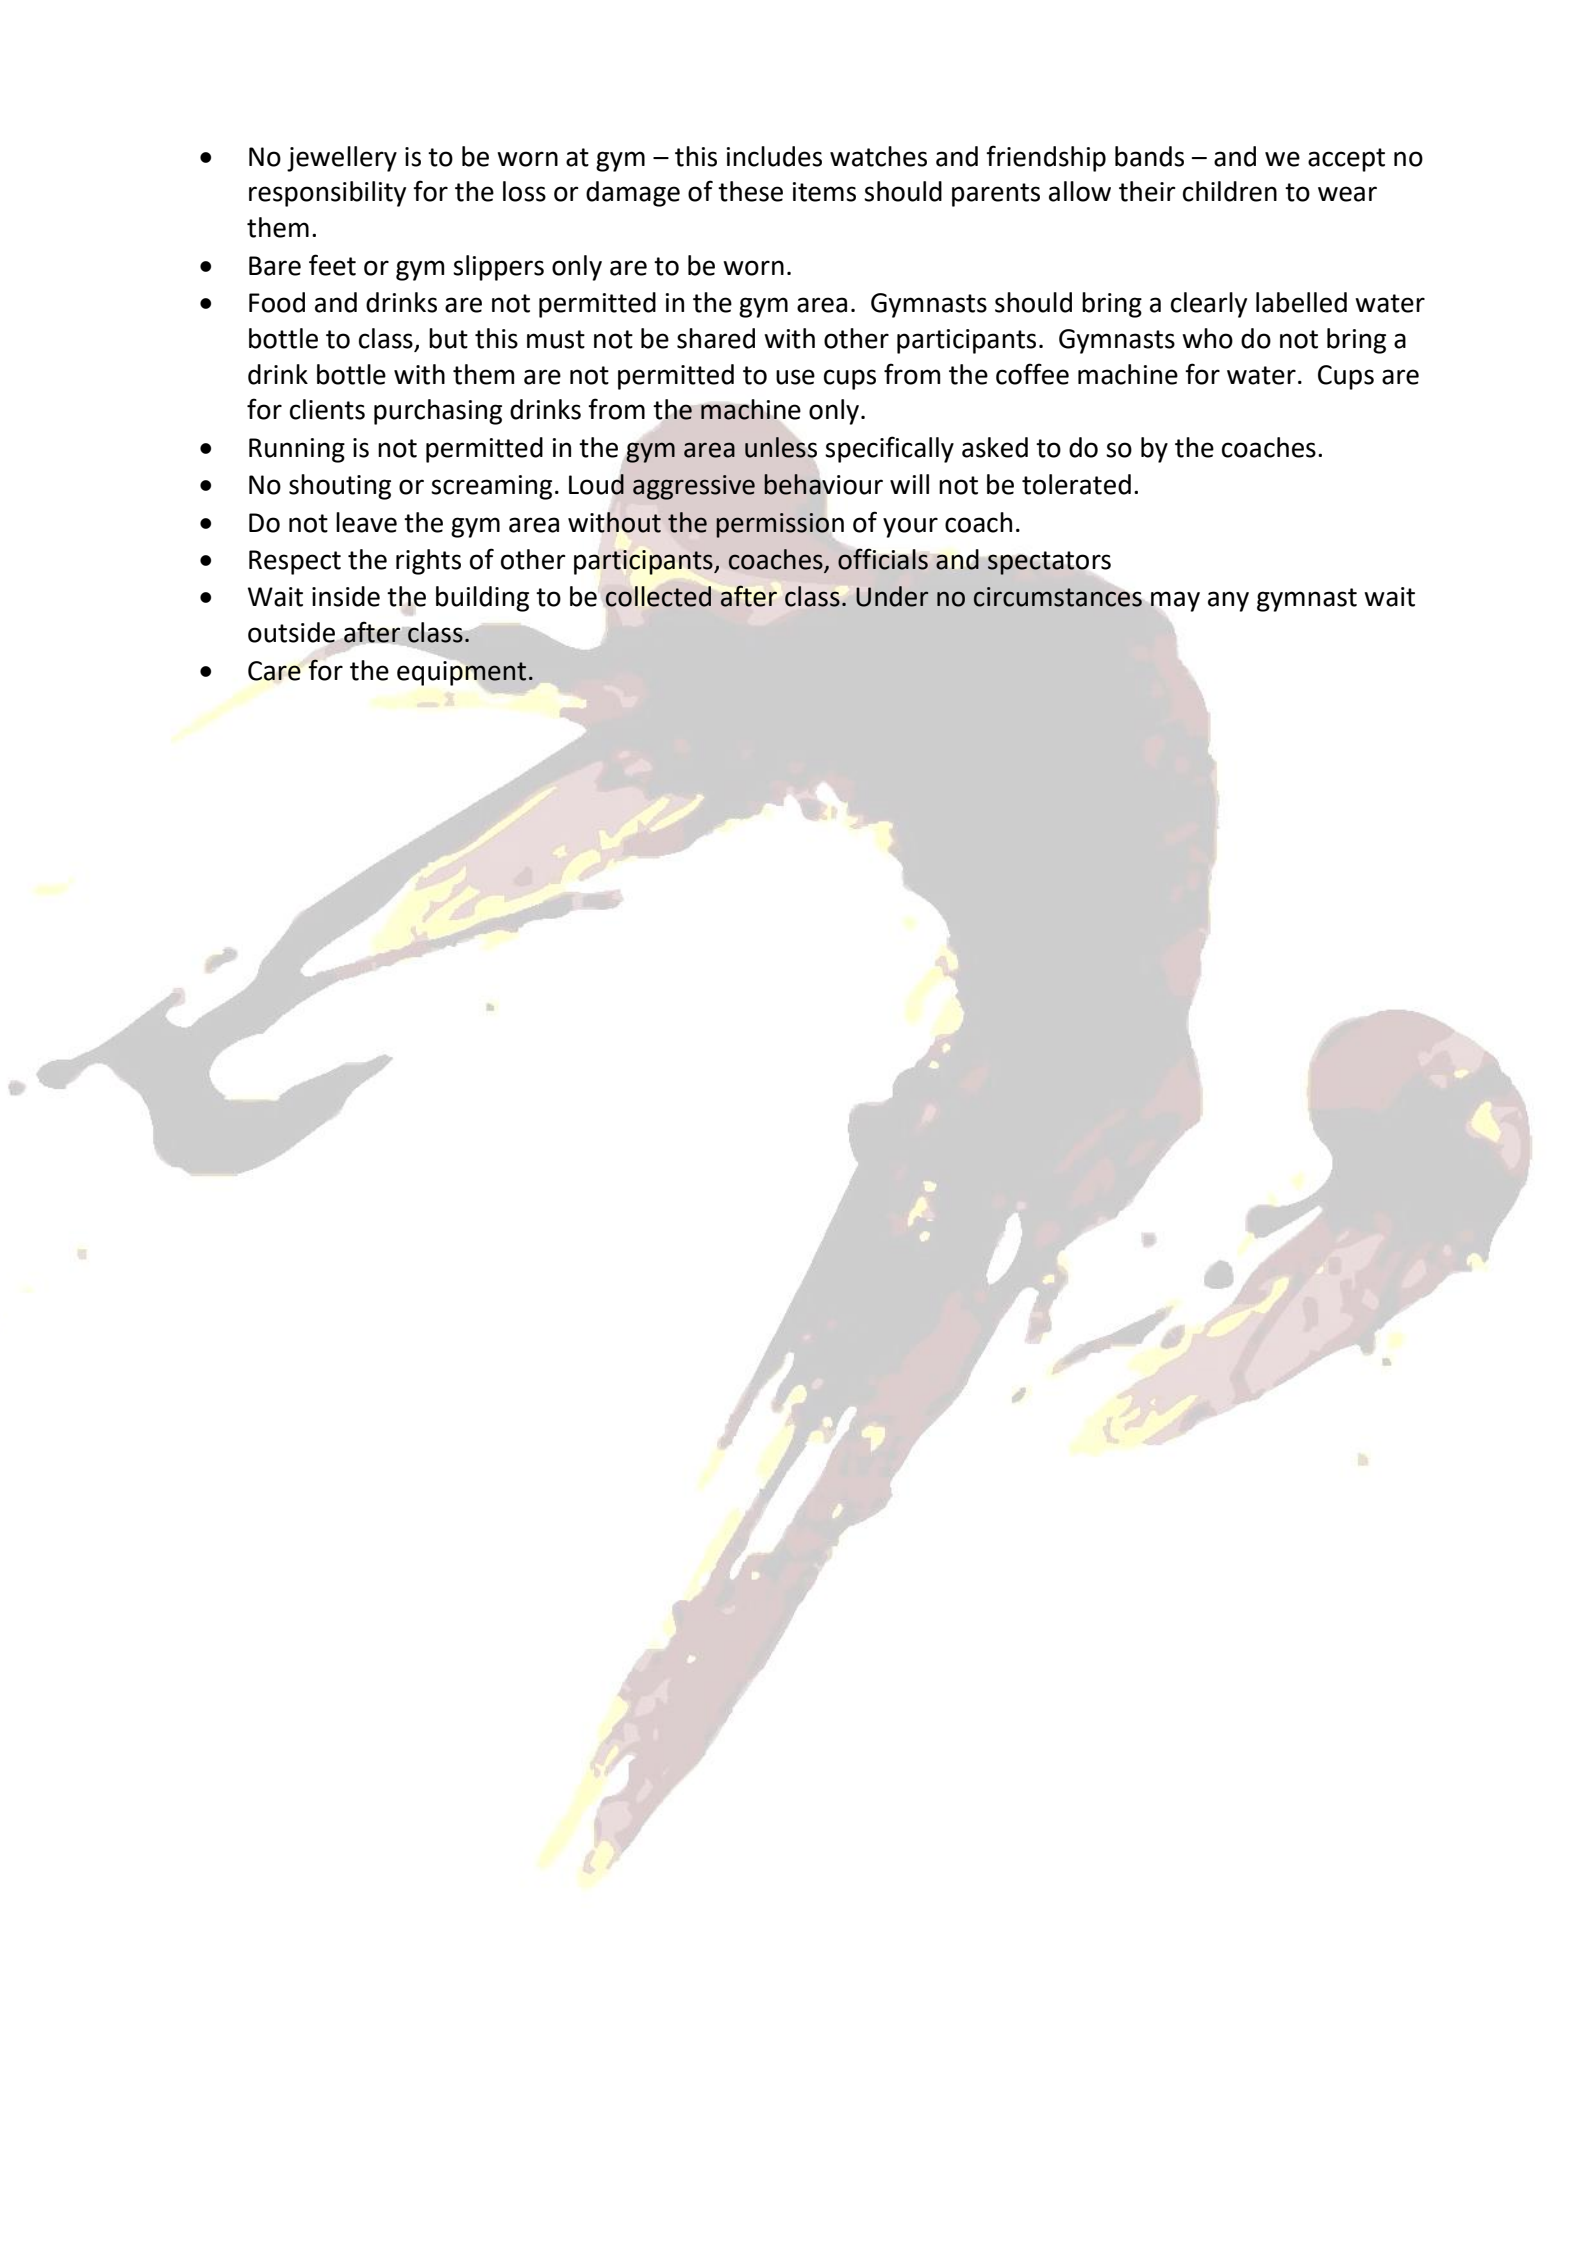 • No jewellery is to be worn at gym – this includes watches and friendship bands – and we accept no
responsibility for the loss or damage of these items should parents allow their children to wear
them.
• Bare feet or gym slippers only are to be worn.
• Food and drinks are not permitted in the gym area.  Gymnasts should bring a clearly labelled water
bottle to class, but this must not be shared with other participants.  Gymnasts who do not bring a
drink bottle with them are not permitted to use cups from the coffee machine for water.  Cups are
for clients purchasing drinks from the machine only.
• Running is not permitted in the gym area unless specifically asked to do so by the coaches.
• No shouting or screaming. Loud aggressive behaviour will not be tolerated.
• Do not leave the gym area without the permission of your coach.
• Respect the rights of other participants, coaches, officials and spectators
• Wait inside the building to be collected after class. Under no circumstances may any gymnast wait
outside after class.
• Care for the equipment.